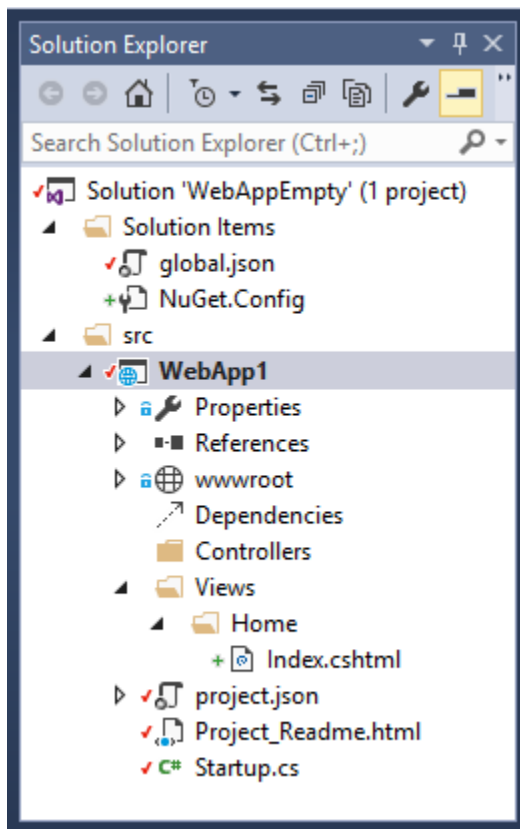 Solution Explorer
Search Solution Explorer (Ctrl+;)
Solution 'WebAppEmpty' (1 project)
Solution Items
global.json
NuGet.Config
src
WebApp1
Properties
References
wwwroot
Dependencies
Controllers
Views
Home
Index.cshtml
project.json
Project_Readme.html
C# Startup.cs